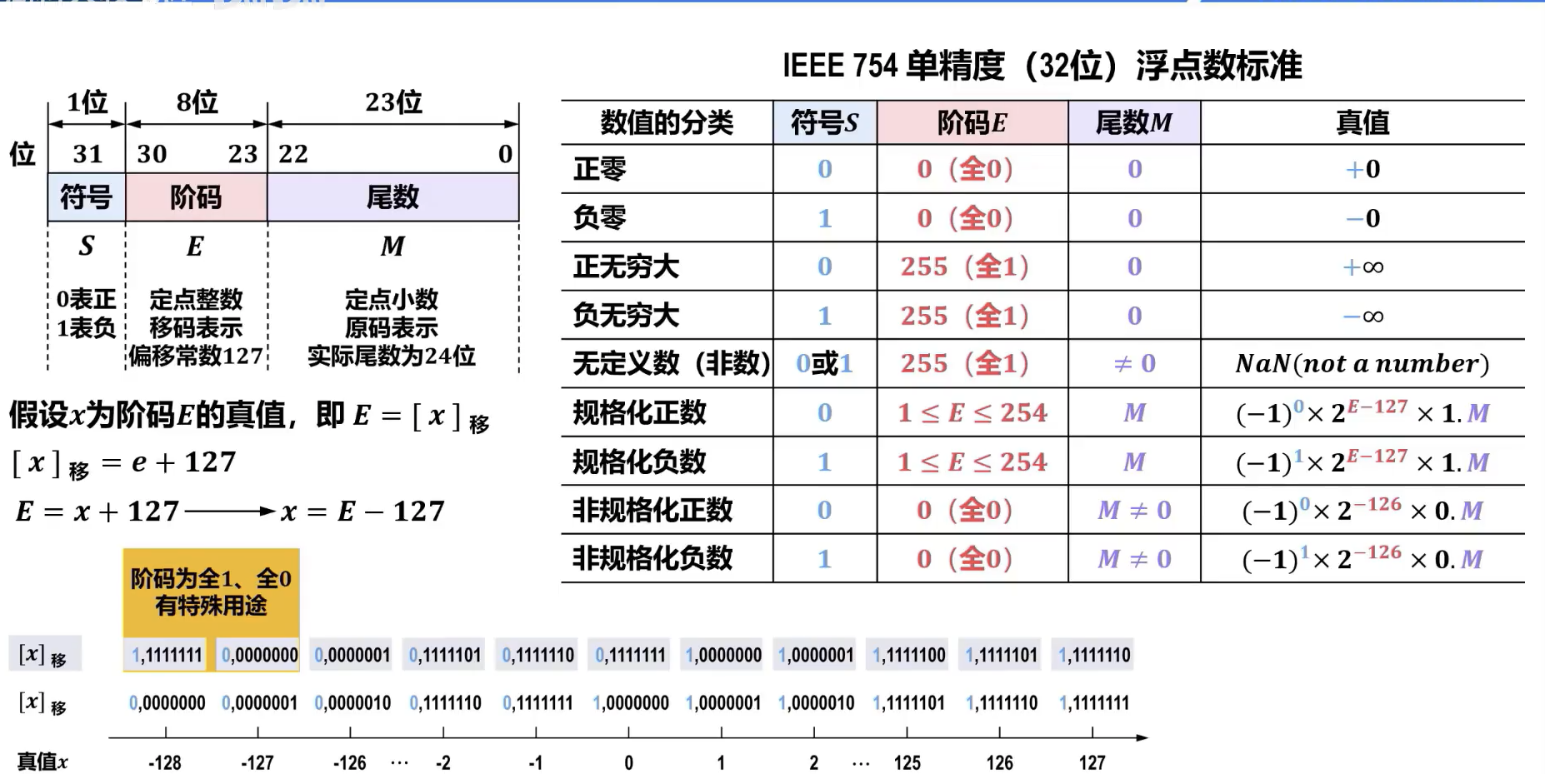 IEEE 754 单精度（32位）浮点数标准
1位 8位 23位
位 31 30 23 22 0
符号 阶码 尾数
S E M
0表正 定点整数 定点小数
1表负 移码表示 原码表示
偏移常数127 实际尾数为24位
假设x为阶码E的真值，即 E = [ x ] 移
[ x ] 移 = e + 127
E = x + 127 → x = E − 127
数值的分类 符号S 阶码E 尾数M 真值
正零 0 0（全0） 0 +0
负零 1 0（全0） 0 −0
正无穷大 0 255（全1） 0 +∞
负无穷大 1 255（全1） 0 −∞
无定义数（非数） 0或1 255（全1） ≠ 0 NaN(not a number)
规格化正数 0 1 ≤ E ≤ 254 M (−1)⁰ × 2^{E−127} × 1. M
规格化负数 1 1 ≤ E ≤ 254 M (−1)¹ × 2^{E−127} × 1. M
非规格化正数 0 0（全0） M ≠ 0 (−1)⁰ × 2^{−126} × 0. M
非规格化负数 1 0（全0） M ≠ 0 (−1)¹ × 2^{−126} × 0. M
阶码为全1、全0
有特殊用途
[x] 移 1,1111111 0,0000000 0,0000001 0,1111101 0,1111110 0,1111111 1,0000000 1,0000001 1,1111100 1,1111101 1,1111110
[x] 移 0,0000000 0,0000001 0,0000010 0,1111110 0,1111111 1,0000000 1,0000001 1,0000010 1,1111101 1,1111110 1,1111111
真值x -128 -127 -126 … -2 -1 0 1 2 … 125 126 127